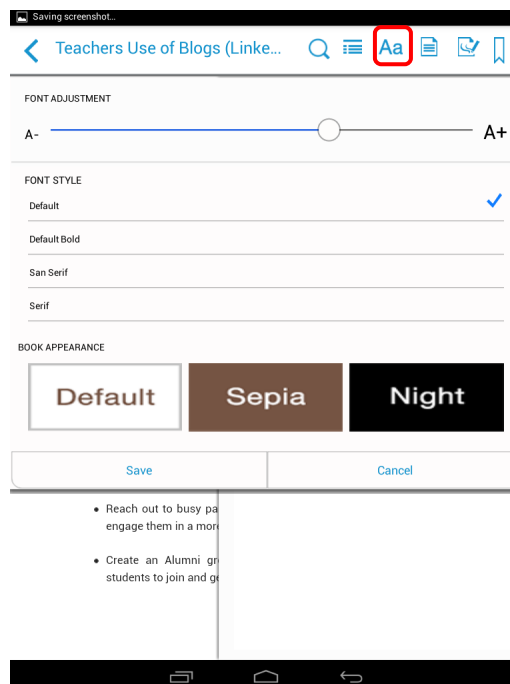 Saving screenshot...
Teachers Use of Blogs (Linke...
Aa
FONT ADJUSTMENT
A-
A+
FONT STYLE
Default
Default Bold
San Serif
Serif
BOOK APPEARANCE
Default
Sepia
Night
Save
Cancel
• Reach out to busy pa
engage them in a mor
• Create an Alumni gr
students to join and ge